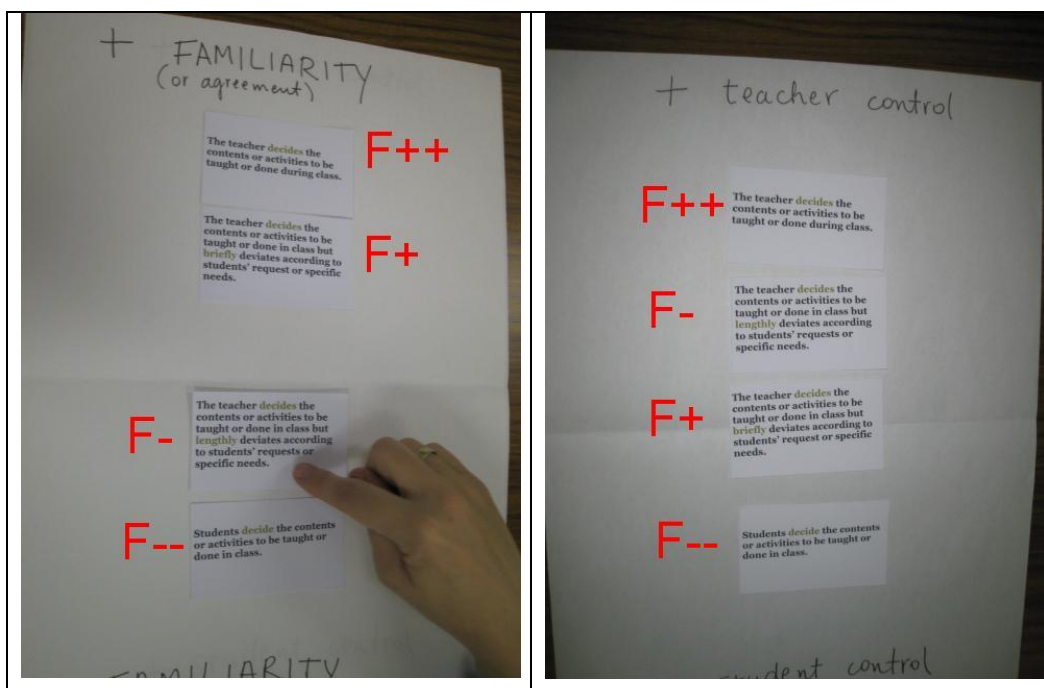 + FAMILIARITY
(or agreement)
The teacher decides the
contents or activities to be
taught or done during class.
F++
The teacher decides the
contents or activities to be
taught or done in class but
briefly deviates according to
students' request or specific
needs.
F+
The teacher decides the
contents or activities to be
taught or done in class but
lengthly deviates according
to students' requests or
specific needs.
F-
Students decide the contents
or activities to be taught or
done in class.
F--
FAMILIARITY
+ teacher control
F++
The teacher decides the
contents or activities to be
taught or done during class.
F-
The teacher decides the
contents or activities to be
taught or done in class but
lengthly deviates according
to students' requests or
specific needs.
F+
The teacher decides the
contents or activities to be
taught or done in class but
briefly deviates according to
students' request or specific
needs.
F--
Students decide the contents
or activities to be taught or
done in class.
student control